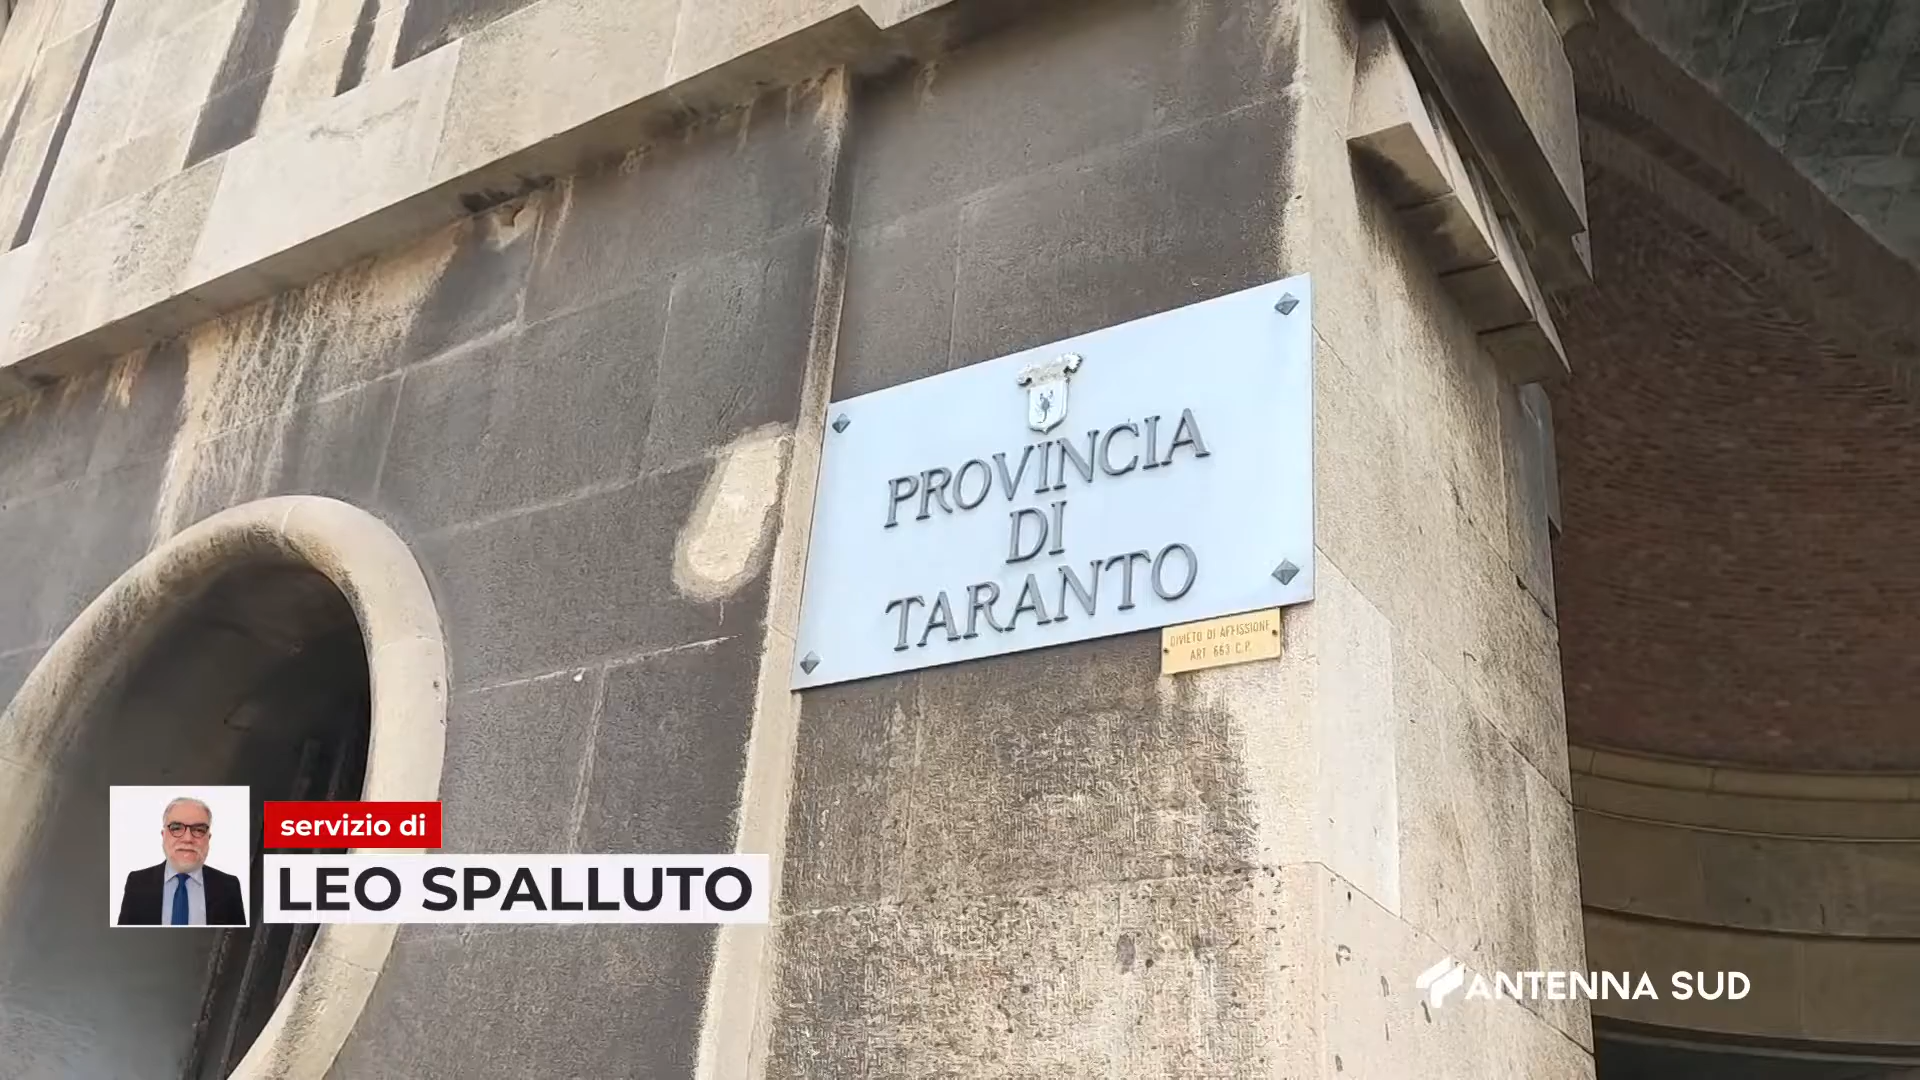 PROVINCIA
DI
TARANTO
DIVIETO DI AFFISSIONE
ART. 663 C.P.
servizio di
LEO SPALLUTO
ANTENNA SUD